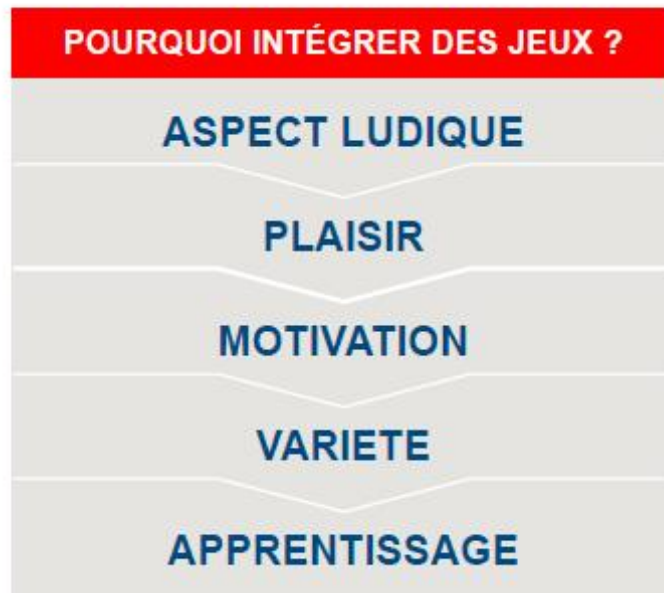 POURQUOI INTÉGRER DES JEUX ?
ASPECT LUDIQUE
PLAISIR
MOTIVATION
VARIETE
APPRENTISSAGE